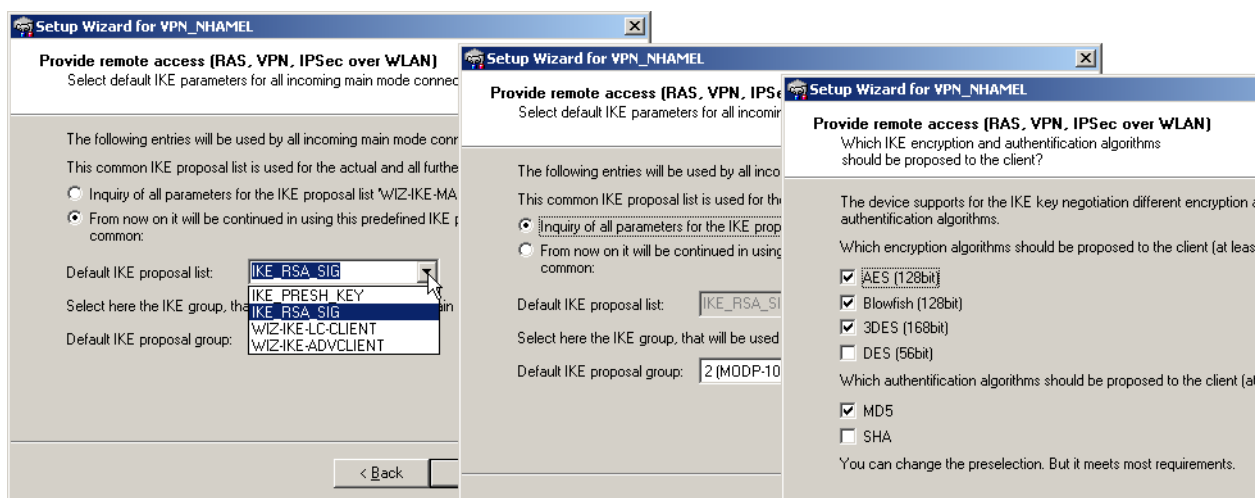 Setup Wizard for VPN_NHAMEL
Provide remote access (RAS, VPN, IPSec over WLAN)
Select default IKE parameters for all incoming main mode connec
The following entries will be used by all incoming main mode conn
This common IKE proposal list is used for the actual and all furthe
Inquiry of all parameters for the IKE proposal list 'WIZ-IKE-MA
From now on it will be continued in using this predefined IKE p
common:
Default IKE proposal list: IKE_RSA_SIG
IKE_PRESH_KEY
IKE_RSA_SIG
WIZ-IKE-LC-CLIENT
WIZ-IKE-ADVCLIENT
Select here the IKE group, tha in
Default IKE proposal group:
< Back
Setup Wizard for VPN_NHAMEL
Provide remote access (RAS, VPN, IPSe
Select default IKE parameters for all incomin
The following entries will be used by all inco
This common IKE proposal list is used for the
Inquiry of all parameters for the IKE prop
From now on it will be continued in using
common:
Default IKE proposal list: IKE_RSA_SI
Select here the IKE group, that will be used
Default IKE proposal group: 2 (MODP-10
Setup Wizard for VPN_NHAMEL
Provide remote access (RAS, VPN, IPSec over WLAN)
Which IKE encryption and authentification algorithms
should be proposed to the client?
The device supports for the IKE key negotiation different encryption a
authentification algorithms.
Which encryption algorithms should be proposed to the client (at leas
AES (128bit)
Blowfish (128bit)
3DES (168bit)
DES (56bit)
Which authentification algorithms should be proposed to the client (at
MD5
SHA
You can change the preselection. But it meets most requirements.